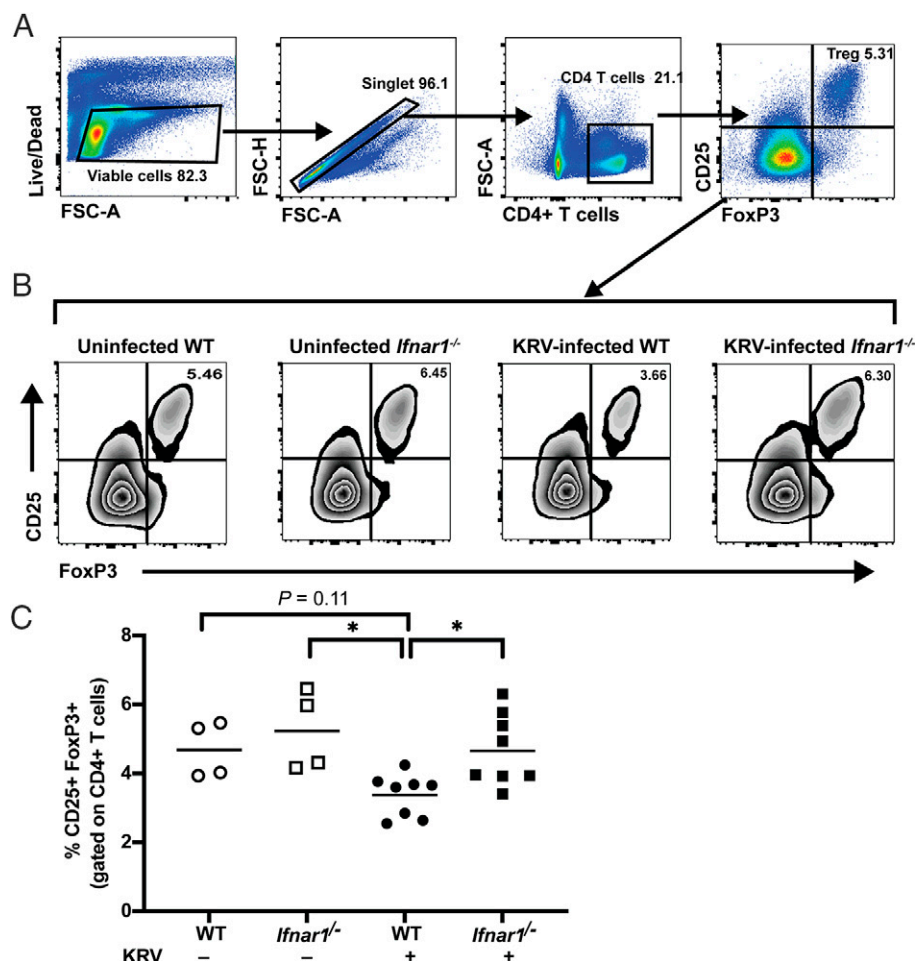 A
Live/Dead
Viable cells 82.3
FSC-A
Singlet 96.1
FSC-H
FSC-A
CD4 T cells 21.1
FSC-A
CD4+ T cells
Treg 5.31
CD25
FoxP3
B
Uninfected WT
Uninfected Ifnar1-/-
KRV-infected WT
KRV-infected Ifnar1-/-
5.46
6.45
3.66
6.30
CD25
FoxP3
C
P = 0.11
*
*
% CD25+ FoxP3+
(gated on CD4+ T cells)
8
6
4
2
0
WT
Ifnar1/-
WT
Ifnar1/-
KRV
–
–
+
+